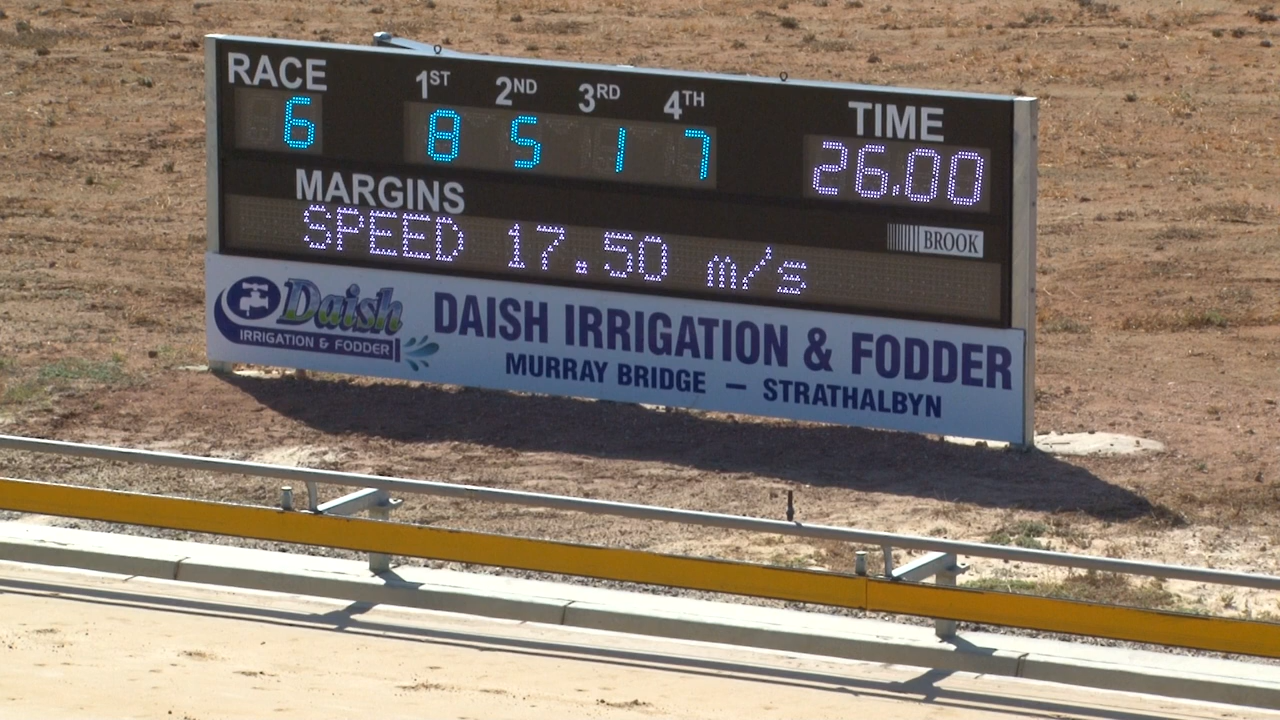 RACE 1ST 2ND 3RD 4TH TIME
6 8 5 1 7 26.00
MARGINS
SPEED 17.50 m/s
BROOK
Daish
IRRIGATION & FODDER
DAISH IRRIGATION & FODDER
MURRAY BRIDGE – STRATHALBYN